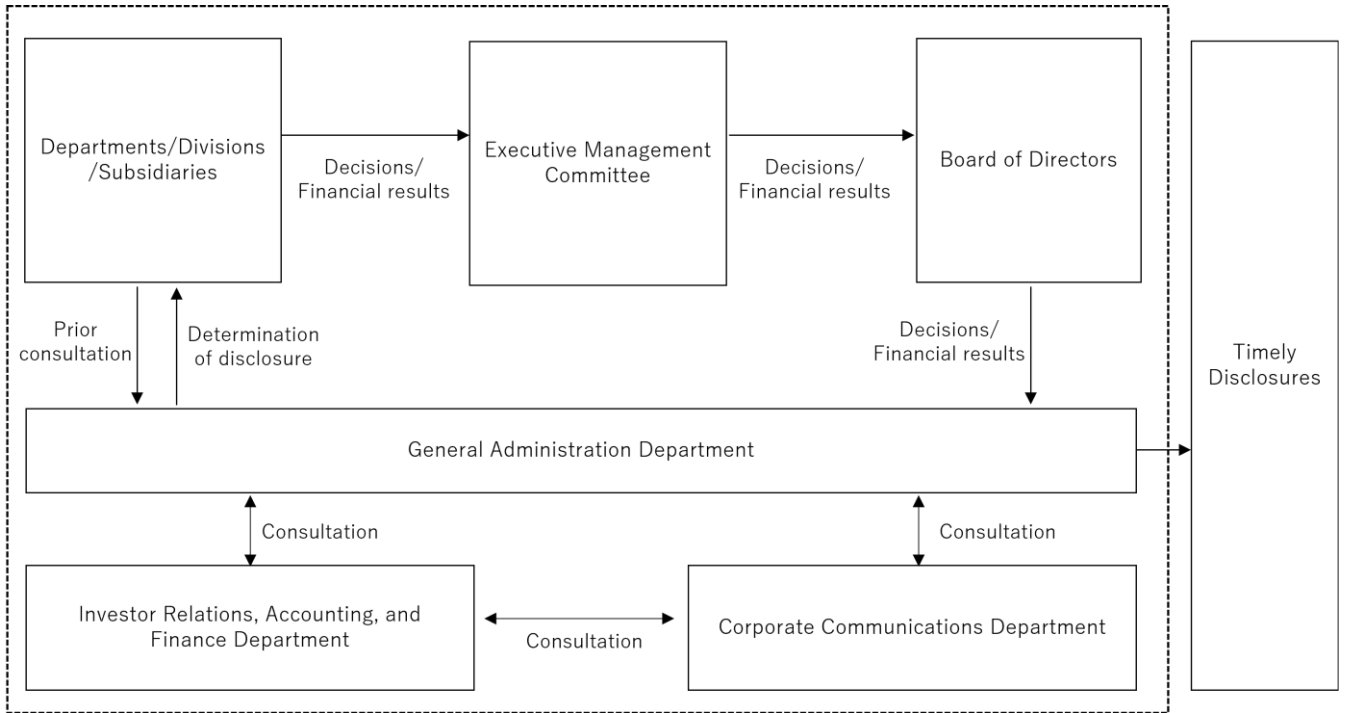 Departments/Divisions
/Subsidiaries
Decisions/
Financial results
Executive Management
Committee
Decisions/
Financial results
Board of Directors
Prior
consultation
Determination
of disclosure
Decisions/
Financial results
Timely
Disclosures
General Administration Department
Consultation
Consultation
Investor Relations, Accounting, and
Finance Department
Consultation
Corporate Communications Department